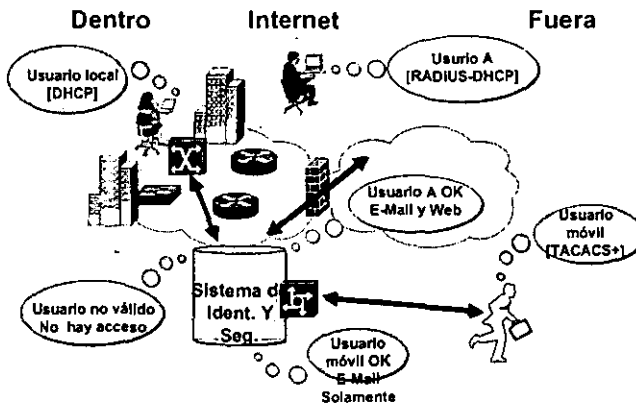 Dentro Internet Fuera
Usuario local
[DHCP]
Usurio A
[RADIUS-DHCP]
Usuario A OK
E-Mail y Web
Usuario
móvil
[TACACS+]
Usuario no válido
No hay acceso
Sistema d
Ident. Y
Seg.
Usuario
móvil OK
E-Mail
Solamente